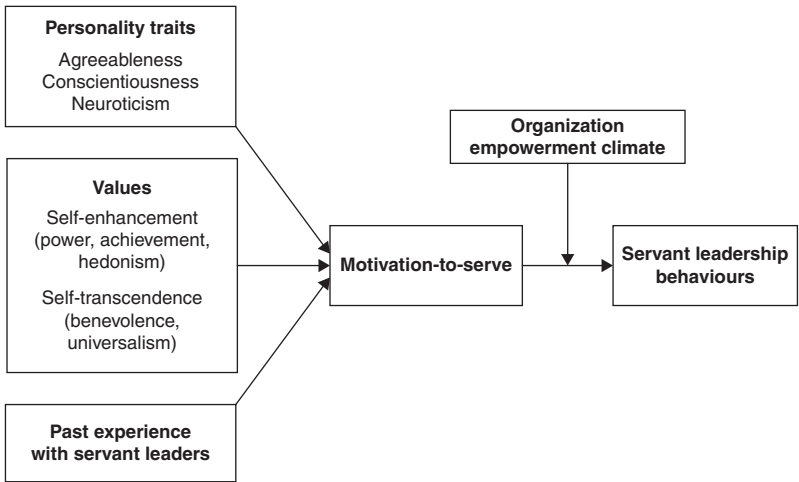 Personality traits
Agreeableness
Conscientiousness
Neuroticism
Values
Self-enhancement
(power, achievement,
hedonism)
Self-transcendence
(benevolence,
universalism)
Past experience
with servant leaders
Motivation-to-serve
Organization
empowerment climate
Servant leadership
behaviours